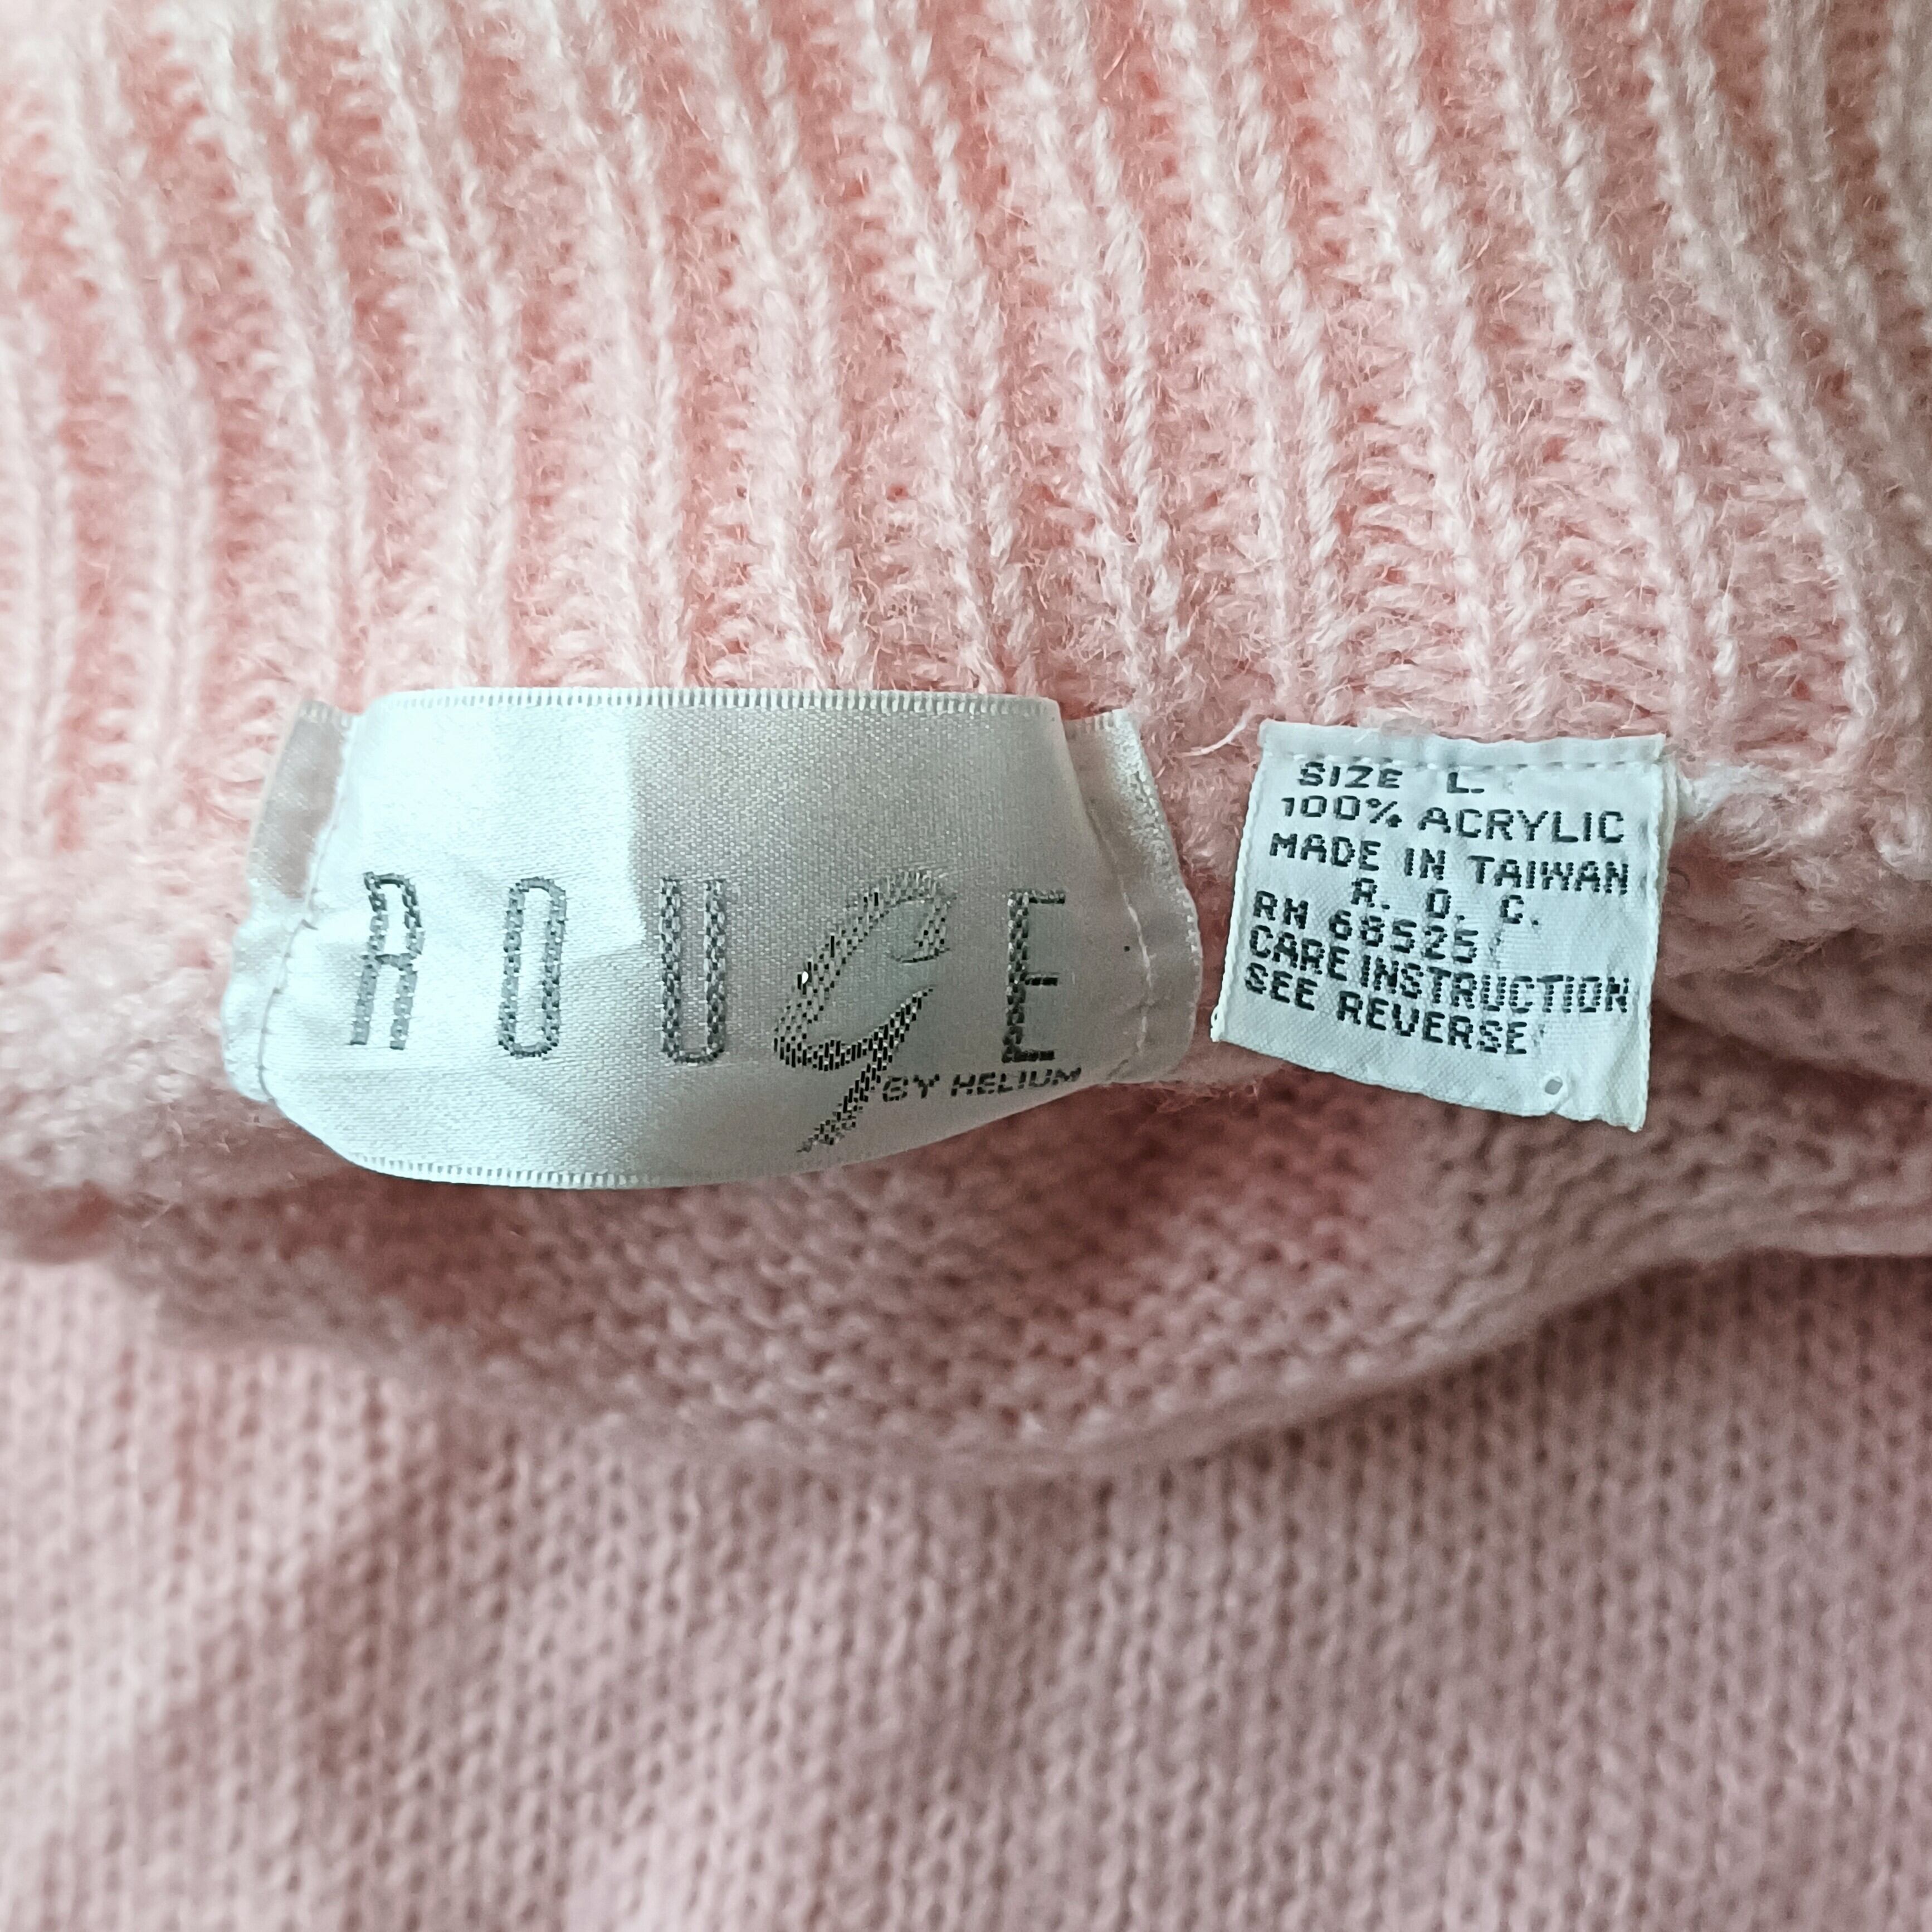 ROUGE
BY HELIUM
SIZE L.
100% ACRYLIC
MADE IN TAIWAN
R. O. C.
RN 68525
CARE INSTRUCTION
SEE REVERSE